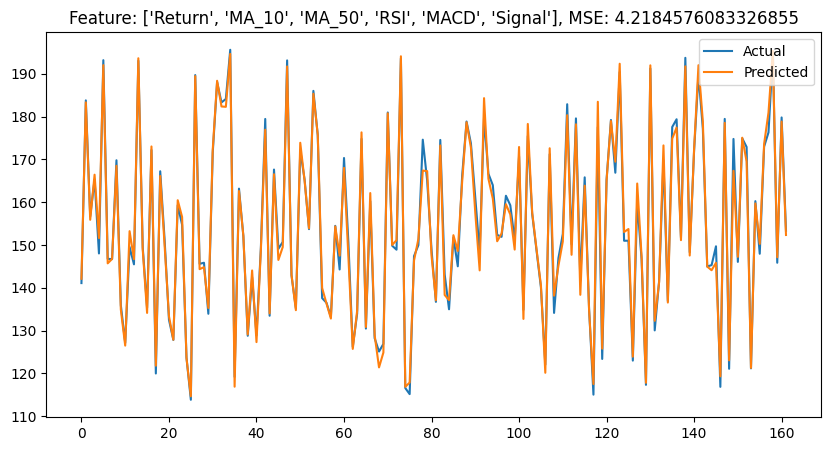 Feature: ['Return', 'MA_10', 'MA_50', 'RSI', 'MACD', 'Signal'], MSE: 4.2184576083326855
Actual
Predicted
190
180
170
160
150
140
130
120
110
0 20 40 60 80 100 120 140 160